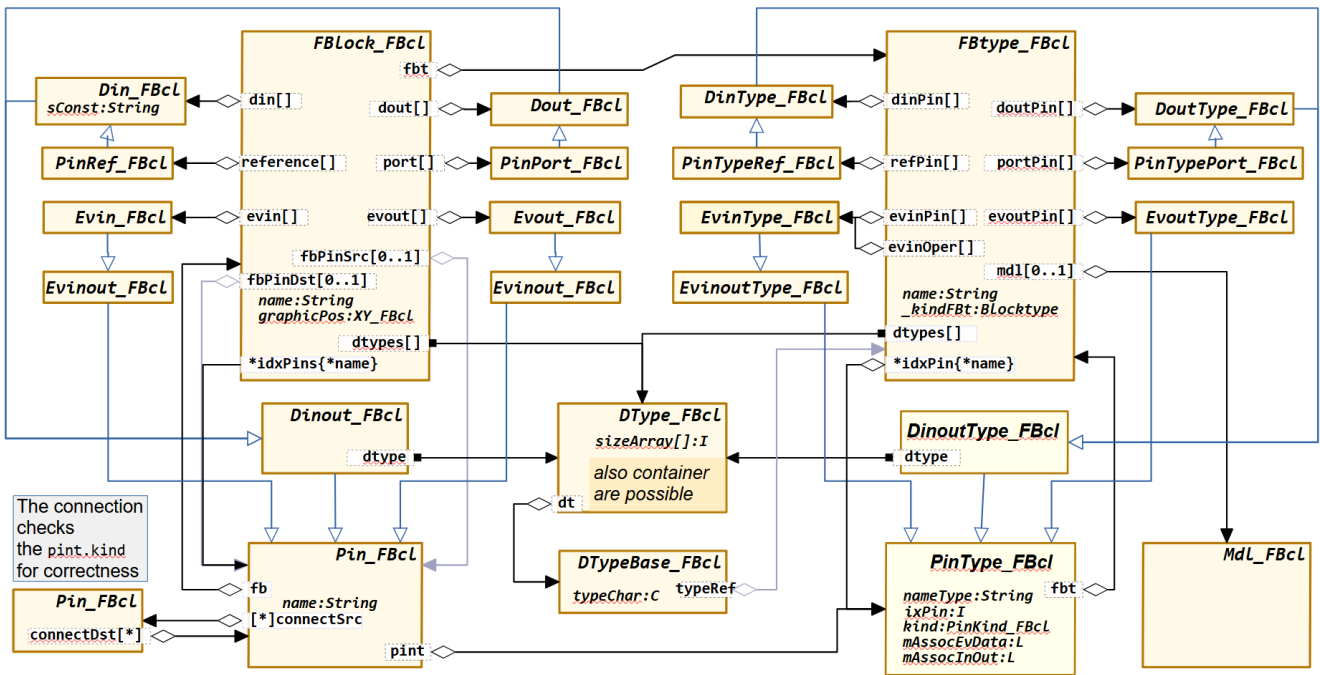 FBlock_FBcl
fbt
Din_FBcl
sConst:String
din[]
dout[]
Dout_FBcl
PinRef_FBcl
reference[]
port[]
PinPort_FBcl
Evin_FBcl
evin[]
evout[]
Evout_FBcl
fbPinSrc[0..1]
fbPinDst[0..1]
Evinout_FBcl
Evinout_FBcl
name:String
graphicPos:XY_FBcl
dtypes[]
*idxPins{*name}
FBtype_FBcl
DinType_FBcl
dinPin[]
doutPin[]
DoutType_FBcl
PinTypeRef_FBcl
refPin[]
portPin[]
PinTypePort_FBcl
EvinType_FBcl
evinPin[]
evoutPin[]
EvoutType_FBcl
evinOper[]
mdl[0..1]
EvinoutType_FBcl
name:String
_kindFBt:Blocktype
dtypes[]
*idxPin{*name}
Dinout_FBcl
dtype
DType_FBcl
sizeArray[]:I
also container
are possible
dt
DinoutType_FBcl
dtype
The connection
checks
the pint.kind
for correctness
Pin_FBcl
fb
name:String
[*]connectSrc
pint
Pin_FBcl
connectDst[*]
DTypeBase_FBcl
typeChar:C
typeRef
PinType_FBcl
nameType:String
fbt
ixPin:I
kind:PinKind_FBcl
mAssocEvData:L
mAssocInOut:L
Mdl_FBcl